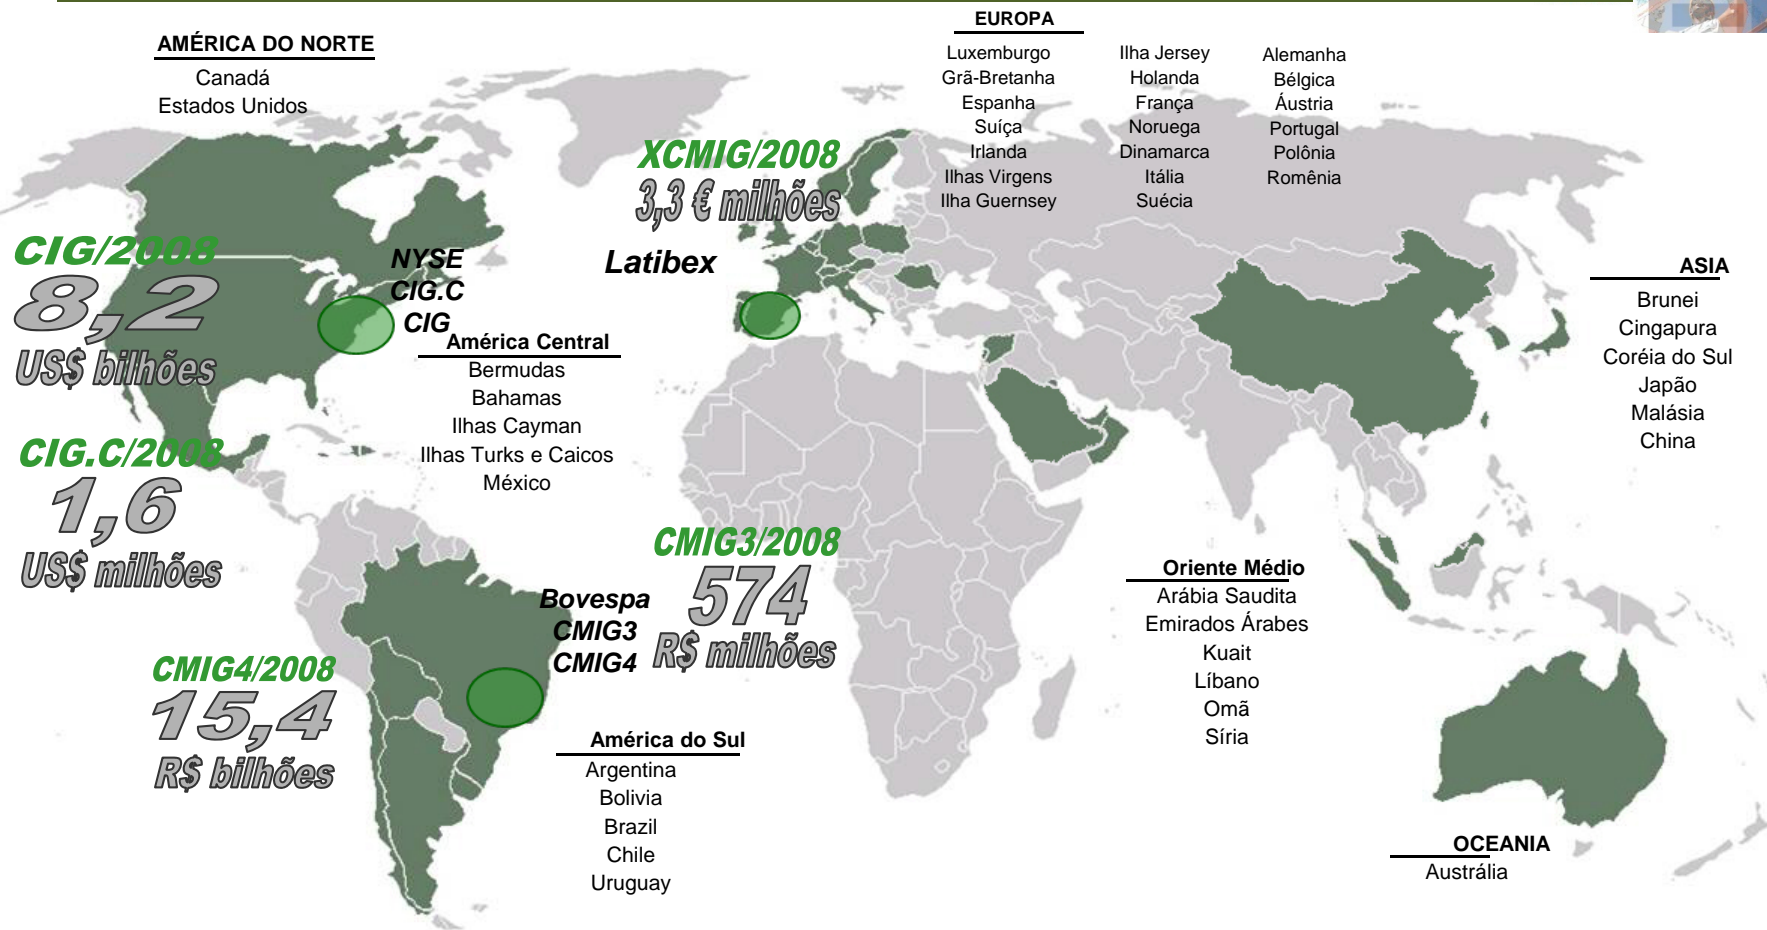 EUROPA
AMÉRICA DO NORTE
Canadá
Estados Unidos
Luxemburgo
Grã-Bretanha
Espanha
Suíça
Irlanda
Ilhas Virgens
Ilha Guernsey
Ilha Jersey
Holanda
França
Noruega
Dinamarca
Itália
Suécia
Alemanha
Bélgica
Áustria
Portugal
Polônia
Romênia
XCMIG/2008
3,3 € milhões
Latibex
CIG/2008
8,2
US$ bilhões
NYSE
CIG.C
CIG
América Central
Bermudas
Bahamas
Ilhas Cayman
Ilhas Turks e Caicos
México
ASIA
Brunei
Cingapura
Coréia do Sul
Japão
Malásia
China
CIG.C/2008
1,6
US$ milhões
CMIG3/2008
574
R$ milhões
Bovespa
CMIG3
CMIG4
Oriente Médio
Arábia Saudita
Emirados Árabes
Kuait
Líbano
Omã
Síria
CMIG4/2008
15,4
R$ bilhões
América do Sul
Argentina
Bolivia
Brazil
Chile
Uruguay
OCEANIA
Austrália